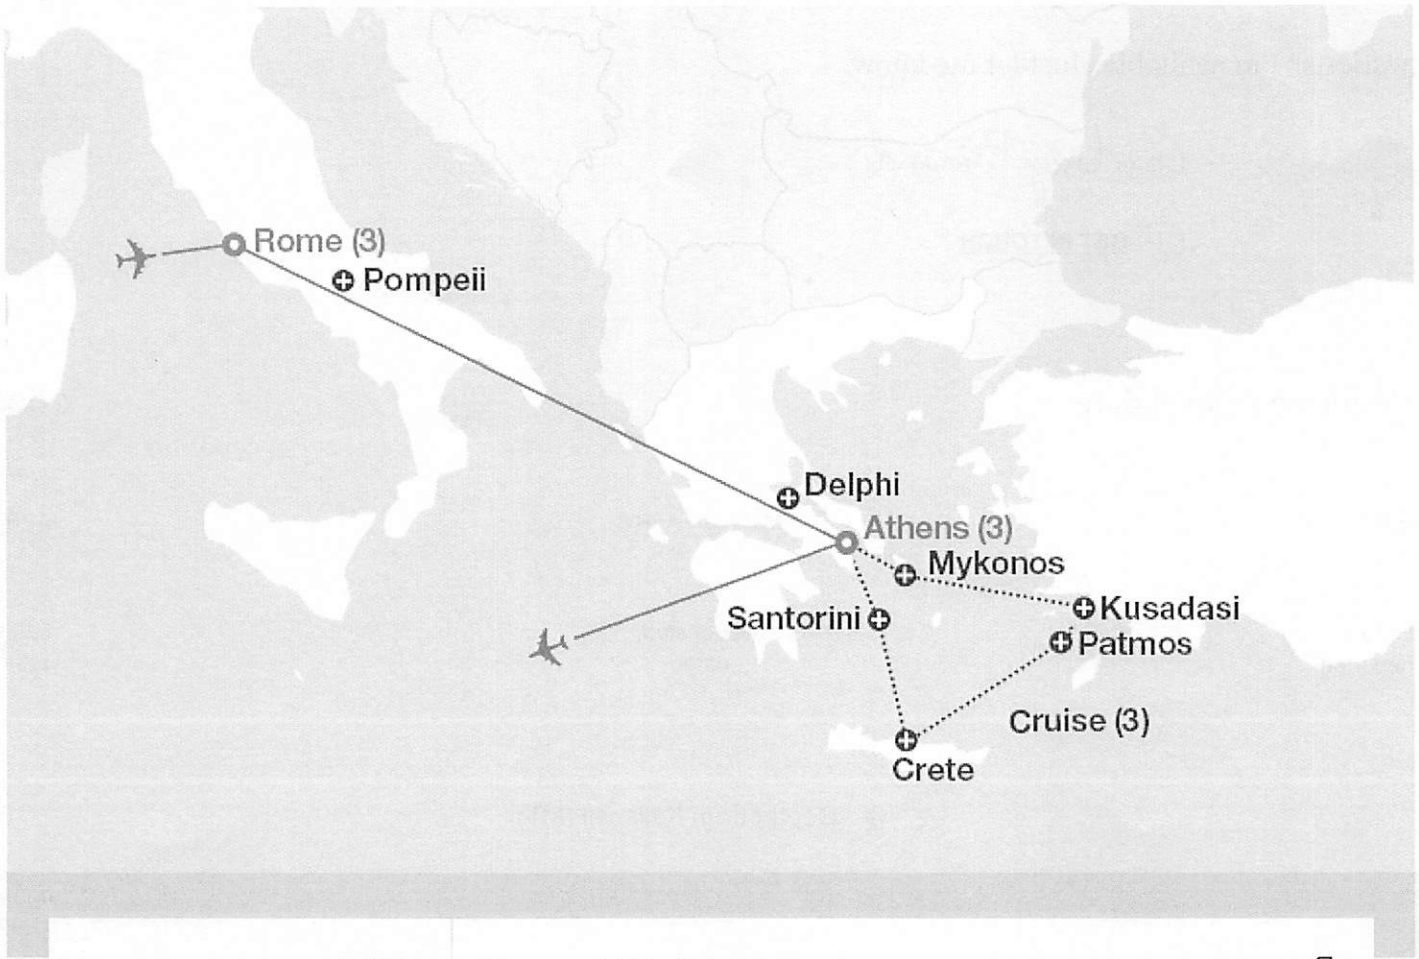 Rome (3)
Pompeii
Delphi
Athens (3)
Mykonos
Santorini
Kusadasi
Patmos
Cruise (3)
Crete